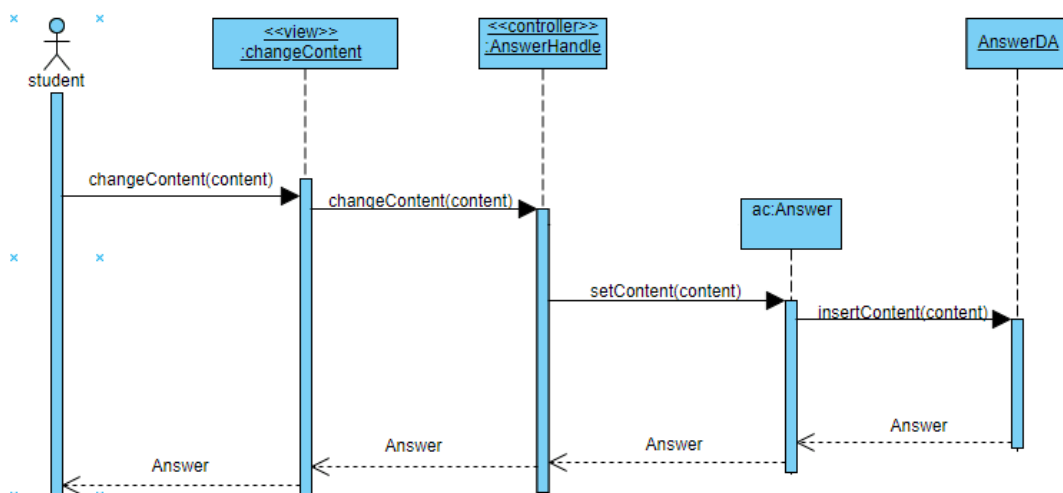 <<view>>
:changeContent
<<controller>>
:AnswerHandle
AnswerDA
student
changeContent(content)
changeContent(content)
ac:Answer
setContent(content)
insertContent(content)
Answer
Answer
Answer
Answer